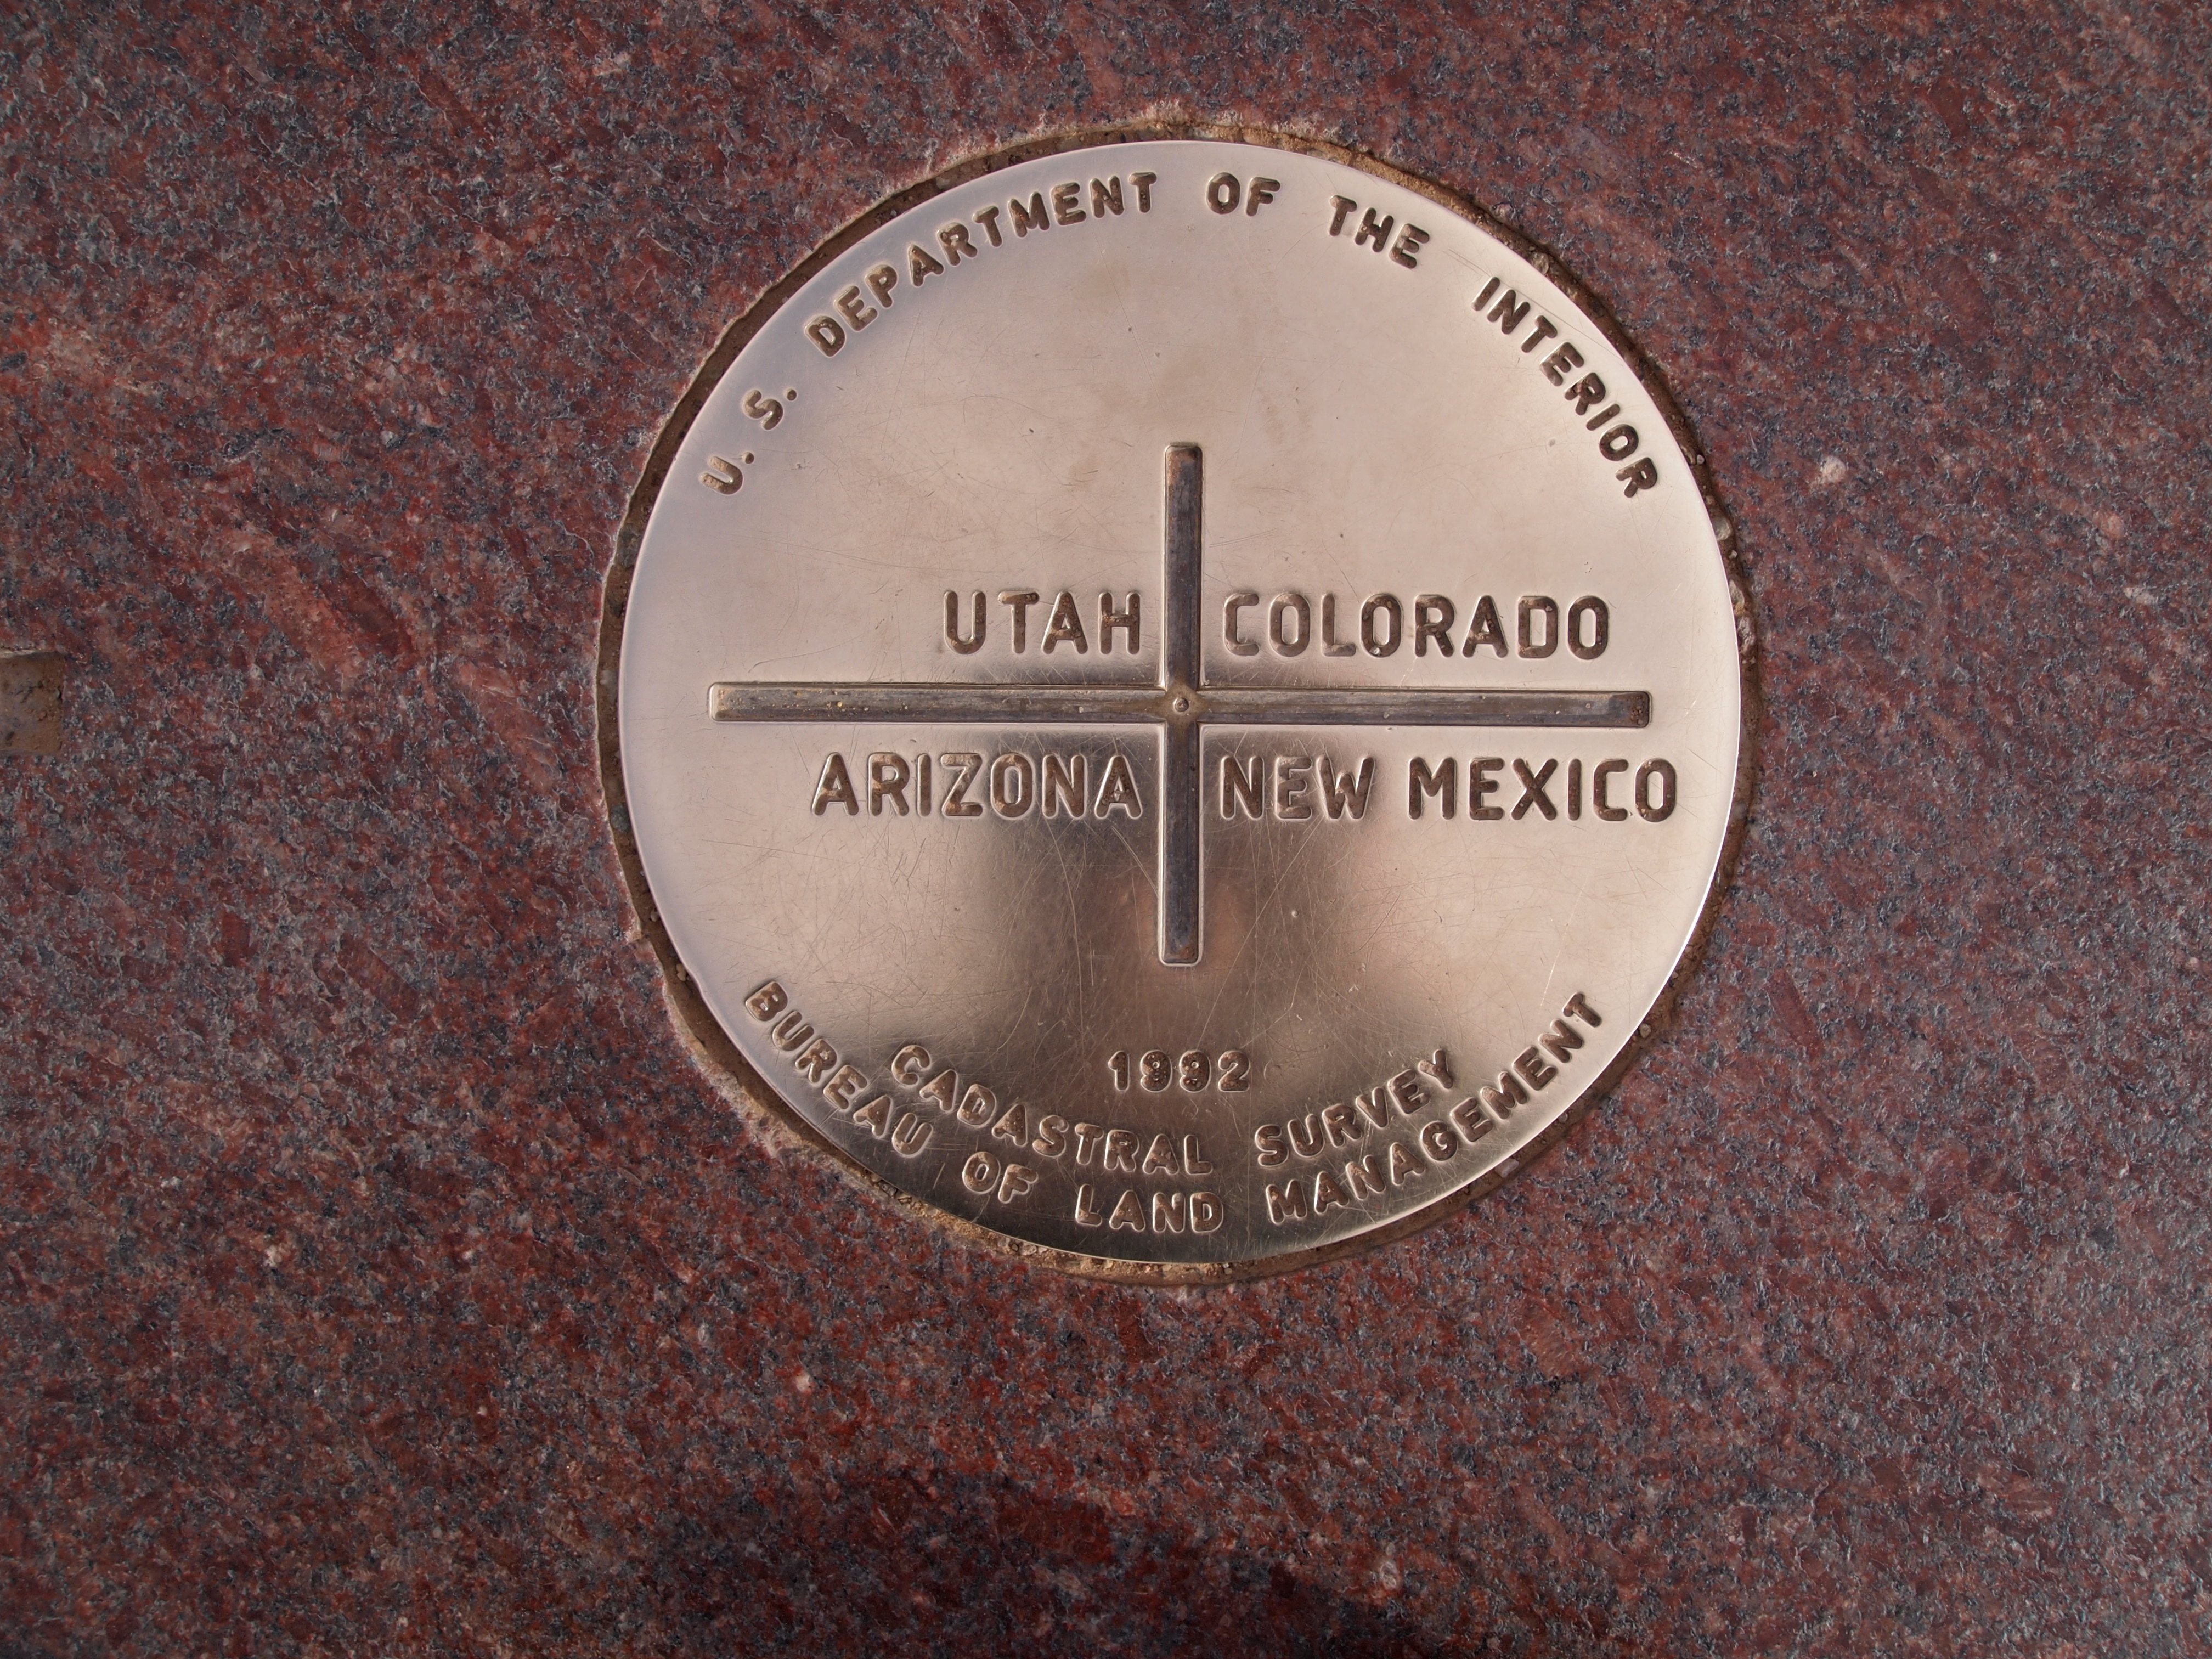 U. S. DEPARTMENT OF THE INTERIOR
UTAH COLORADO
ARIZONA NEW MEXICO
1992
CADASTRAL SURVEY
BUREAU OF LAND MANAGEMENT